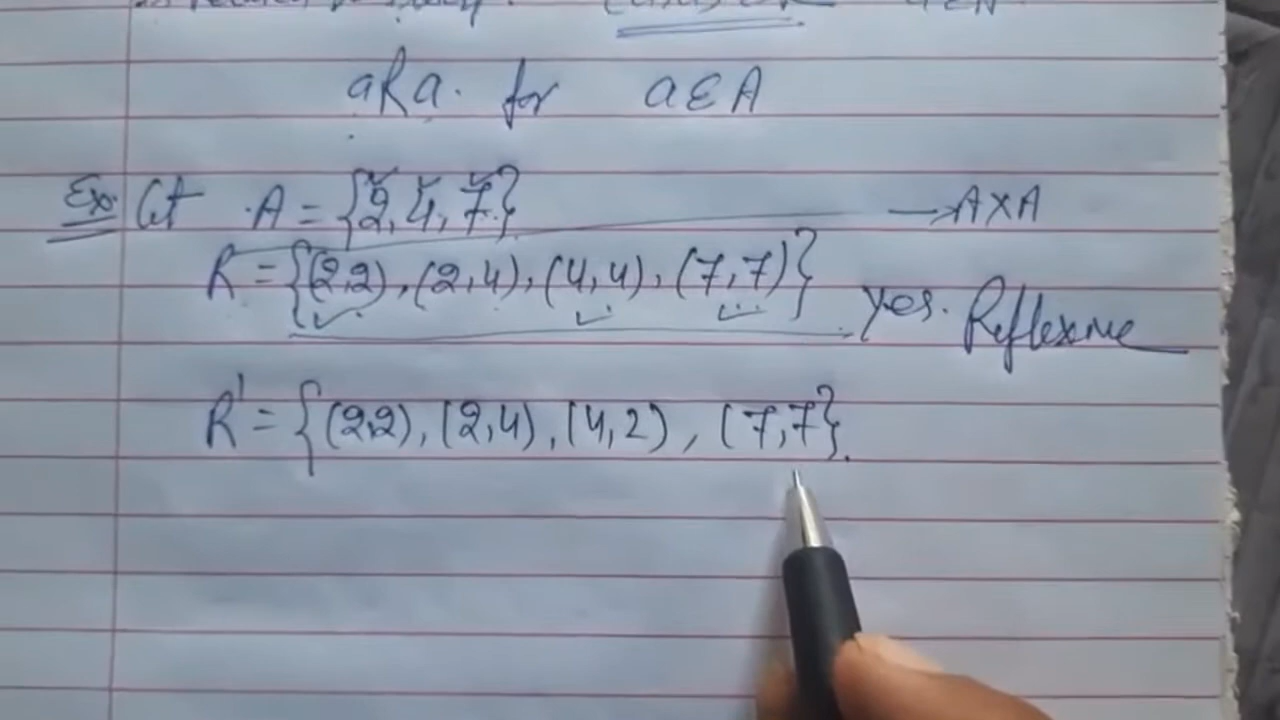 aRa. for a ∈ A
Ex: Let A = {2, 4, 7} → A×A
R = {(2,2), (2,4), (4,4), (7,7)} yes. Reflexive
R' = {(2,2), (2,4), (4,2), (7,7}.